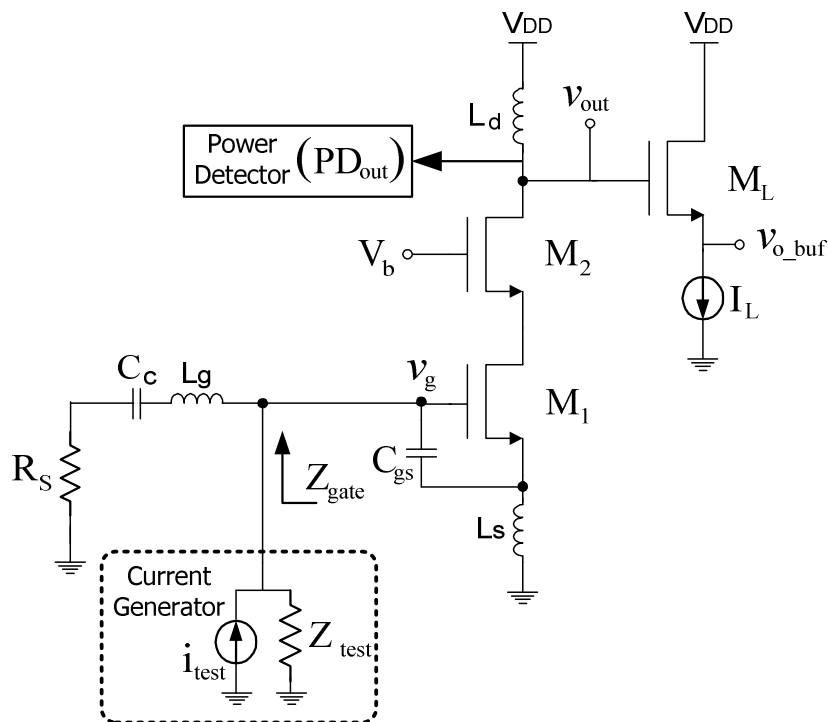 VDD
VDD
Ld
vout
Power
Detector (PDout)
ML
Vb
M2
vo_buf
IL
Cc
Lg
vg
M1
RS
Cgs
Zgate
Ls
Current
Generator
itest
Ztest